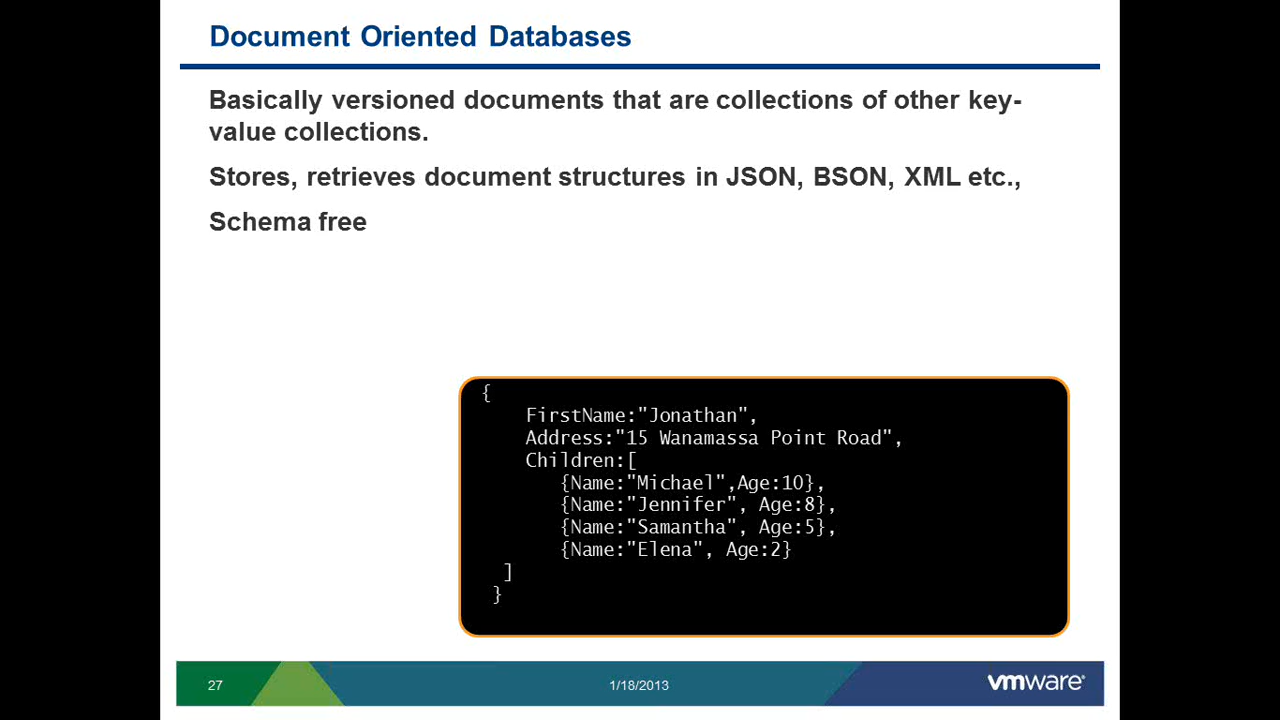 Document Oriented Databases
Basically versioned documents that are collections of other key-
value collections.
Stores, retrieves document structures in JSON, BSON, XML etc.,
Schema free
{
FirstName:"Jonathan",
Address:"15 Wanamassa Point Road",
Children:[
{Name:"Michael",Age:10},
{Name:"Jennifer", Age:8},
{Name:"Samantha", Age:5},
{Name:"Elena", Age:2}
]
}
27
1/18/2013
vmware®